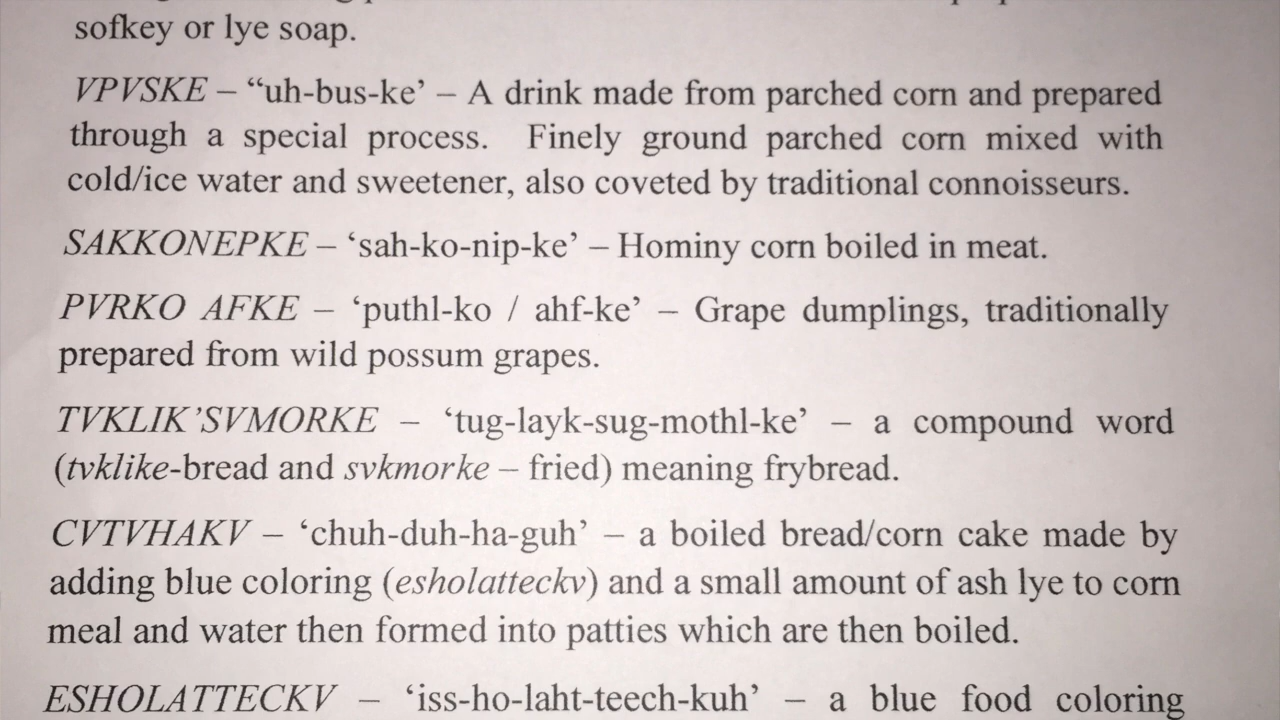 sofkey or lye soap.
VPVSKE – “uh-bus-ke’ – A drink made from parched corn and prepared
through a special process. Finely ground parched corn mixed with
cold/ice water and sweetener, also coveted by traditional connoisseurs.
SAKKONEPKE – ‘sah-ko-nip-ke’ – Hominy corn boiled in meat.
PVRKO AFKE – ‘puthl-ko / ahf-ke’ – Grape dumplings, traditionally
prepared from wild possum grapes.
TVKLIK’SVMORKE – ‘tug-layk-sug-mothl-ke’ – a compound word
(tvklike-bread and svkmorke – fried) meaning frybread.
CVTVHAKV – ‘chuh-duh-ha-guh’ – a boiled bread/corn cake made by
adding blue coloring (esholatteckv) and a small amount of ash lye to corn
meal and water then formed into patties which are then boiled.
ESHOLATTECKV – ‘iss-ho-laht-teech-kuh’ – a blue food coloring